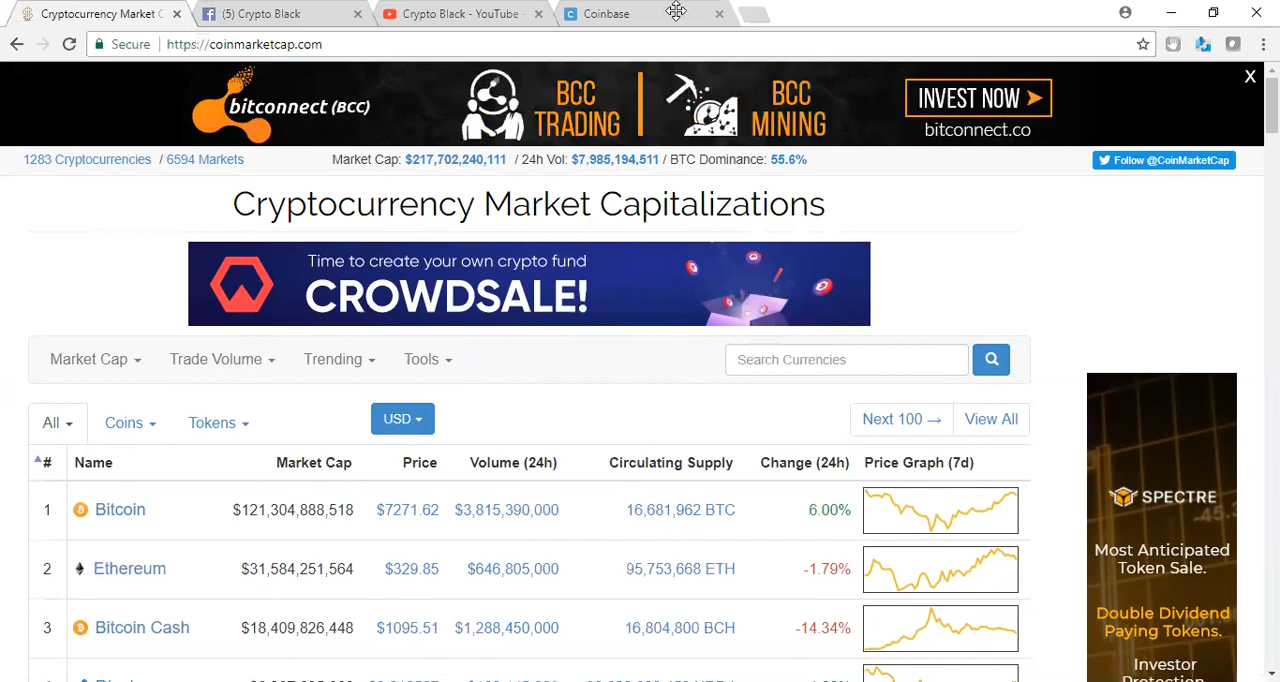 Cryptocurrency Market C
(5) Crypto Black
Crypto Black - YouTube
Coinbase
Secure https://coinmarketcap.com
bitconnect (BCC)
BCC
TRADING
BCC
MINING
INVEST NOW
bitconnect.co
X
1283 Cryptocurrencies / 6594 Markets
Market Cap: $217,702,240,111 / 24h Vol: $7,985,194,511 / BTC Dominance: 55.6%
Follow @CoinMarketCap
Cryptocurrency Market Capitalizations
Time to create your own crypto fund
CROWDSALE!
Market Cap Trade Volume Trending Tools
Search Currencies
All Coins Tokens USD Next 100 → View All
# Name Market Cap Price Volume (24h) Circulating Supply Change (24h) Price Graph (7d)
1 Bitcoin $121,304,888,518 $7271.62 $3,815,390,000 16,681,962 BTC 6.00%
2 Ethereum $31,584,251,564 $329.85 $646,805,000 95,753,668 ETH -1.79%
3 Bitcoin Cash $18,409,826,448 $1095.51 $1,288,450,000 16,804,800 BCH -14.34%
SPECTRE
Most Anticipated
Token Sale.
Double Dividend
Paying Tokens.
Investor
Protection